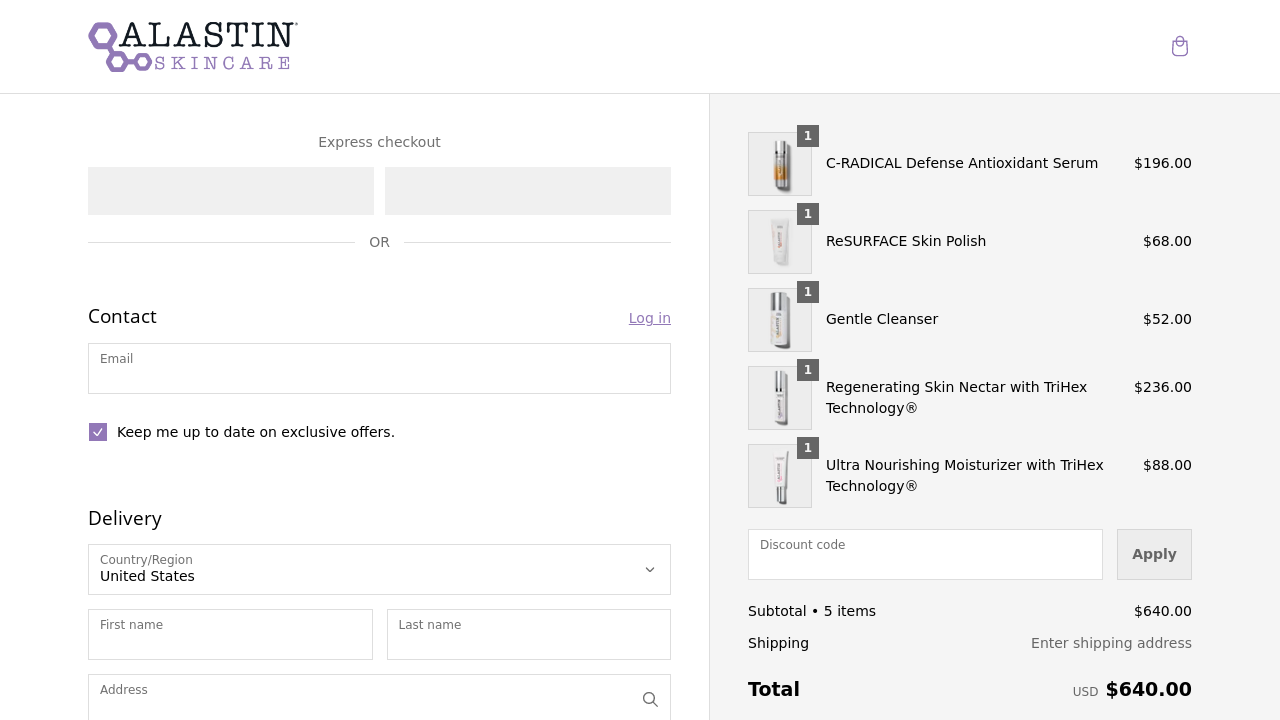 ALASTIN®
SKINCARE
Express checkout
OR
Contact
Log in
Email
Keep me up to date on exclusive offers.
Delivery
Country/Region
United States
First name
Last name
Address
1
C-RADICAL Defense Antioxidant Serum
$196.00
1
ReSURFACE Skin Polish
$68.00
1
Gentle Cleanser
$52.00
1
Regenerating Skin Nectar with TriHex
Technology®
$236.00
1
Ultra Nourishing Moisturizer with TriHex
Technology®
$88.00
Discount code
Apply
Subtotal • 5 items
$640.00
Shipping
Enter shipping address
Total
USD $640.00